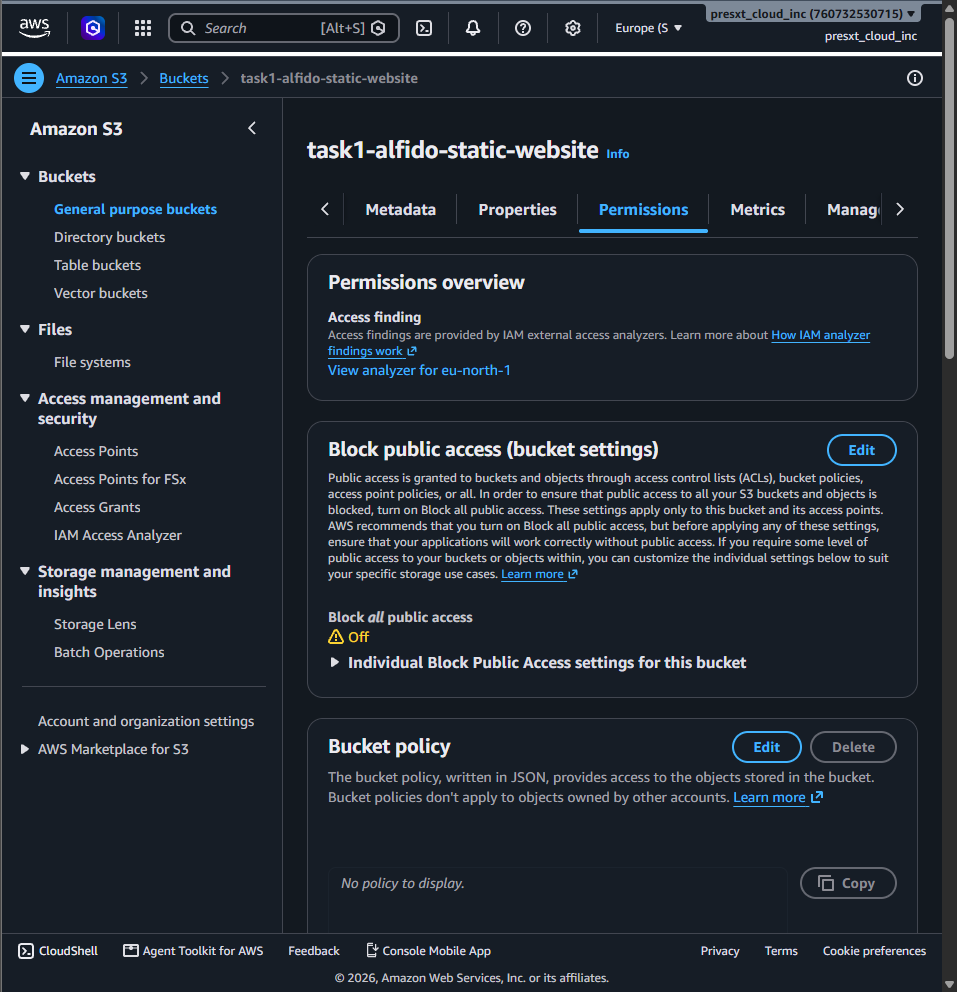 aws
Search [Alt+S]
Europe (S
presxt_cloud_inc (760732530715)
presxt_cloud_inc
Amazon S3
Buckets
task1-alfido-static-website
Amazon S3
Buckets
General purpose buckets
Directory buckets
Table buckets
Vector buckets
Files
File systems
Access management and
security
Access Points
Access Points for FSx
Access Grants
IAM Access Analyzer
Storage management and
insights
Storage Lens
Batch Operations
Account and organization settings
AWS Marketplace for S3
task1-alfido-static-website Info
Metadata
Properties
Permissions
Metrics
Manag
Permissions overview
Access finding
Access findings are provided by IAM external access analyzers. Learn more about How IAM analyzer
findings work
View analyzer for eu-north-1
Block public access (bucket settings)
Edit
Public access is granted to buckets and objects through access control lists (ACLs), bucket policies,
access point policies, or all. In order to ensure that public access to all your S3 buckets and objects is
blocked, turn on Block all public access. These settings apply only to this bucket and its access points.
AWS recommends that you turn on Block all public access, but before applying any of these settings,
ensure that your applications will work correctly without public access. If you require some level of
public access to your buckets or objects within, you can customize the individual settings below to suit
your specific storage use cases. Learn more
Block all public access
Off
Individual Block Public Access settings for this bucket
Bucket policy
Edit
Delete
The bucket policy, written in JSON, provides access to the objects stored in the bucket.
Bucket policies don't apply to objects owned by other accounts. Learn more
No policy to display.
Copy
CloudShell
Agent Toolkit for AWS
Feedback
Console Mobile App
Privacy
Terms
Cookie preferences
© 2026, Amazon Web Services, Inc. or its affiliates.